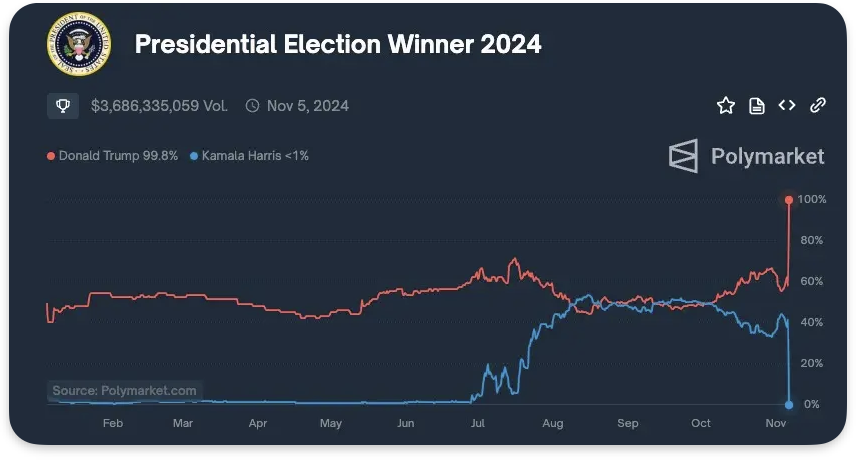 Presidential Election Winner 2024
$3,686,335,059 Vol.
Nov 5, 2024
Donald Trump 99.8%
Kamala Harris <1%
Polymarket
100%
80%
60%
40%
20%
0%
Source: Polymarket.com
Feb Mar Apr May Jun Jul Aug Sep Oct Nov